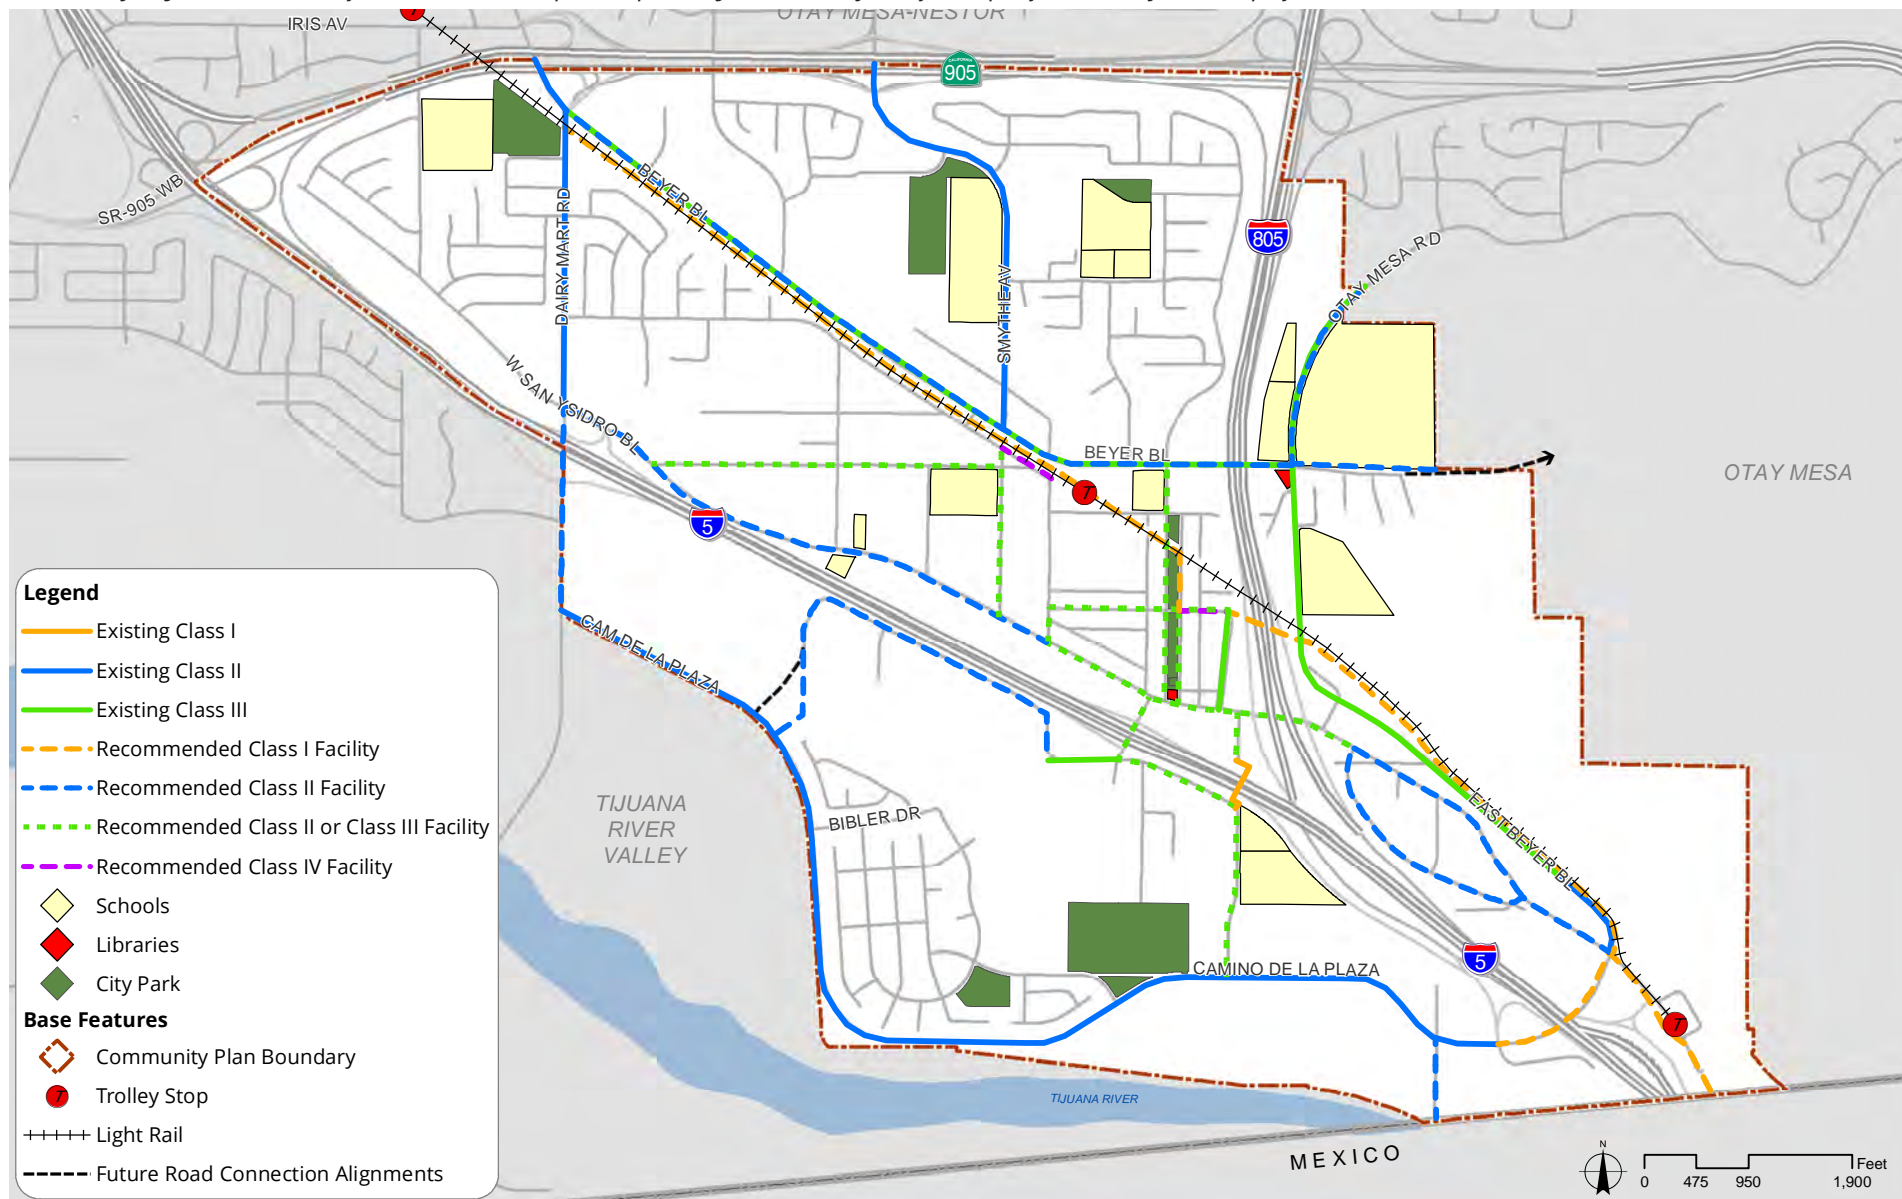 IRIS AV
OTAY MESA-NESTOR
CALIFORNIA
905
SR-905 WB
BEYER BL
DAIRY MART RD
SMYTHE AV
805
OTAY MESA RD
W SAN YSIDRO BL
BEYER BL
OTAY MESA
5
CAM DE LA PLAZA
TIJUANA
RIVER
VALLEY
BIBLER DR
EAST BEYER BL
CAMINO DE LA PLAZA
5
TIJUANA RIVER
MEXICO
Legend
Existing Class I
Existing Class II
Existing Class III
Recommended Class I Facility
Recommended Class II Facility
Recommended Class II or Class III Facility
Recommended Class IV Facility
Schools
Libraries
City Park
Base Features
Community Plan Boundary
T Trolley Stop
Light Rail
Future Road Connection Alignments
N
Feet
0 475 950 1,900